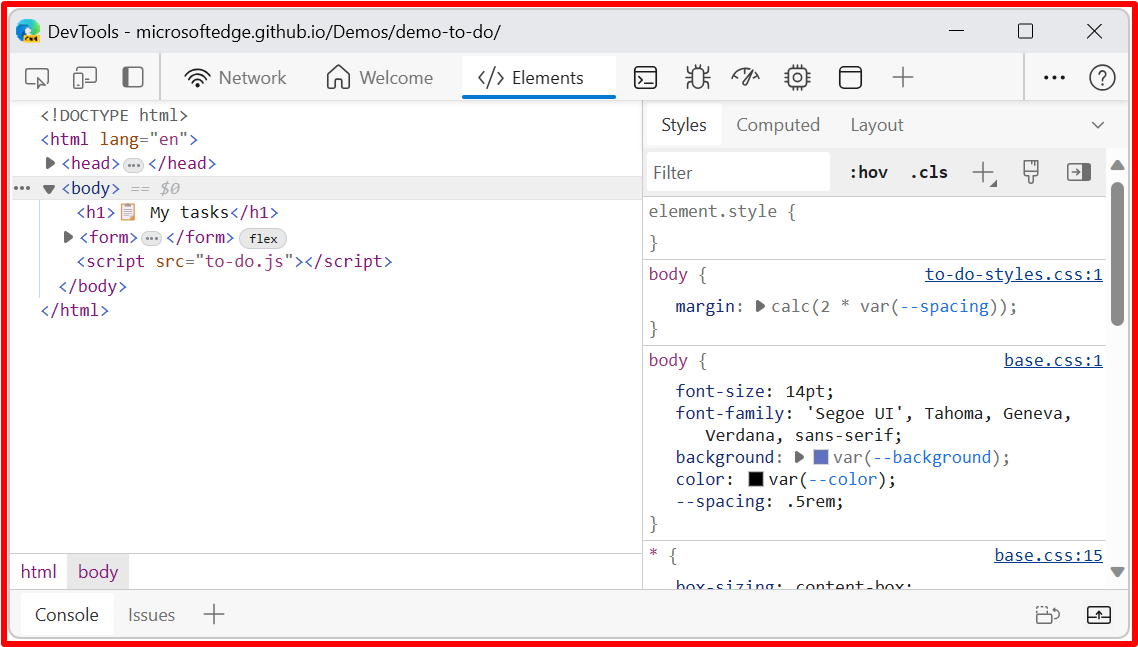 DevTools - microsoftedge.github.io/Demos/demo-to-do/
Network Welcome </> Elements
<!DOCTYPE html>
<html lang="en">
<head> ... </head>
<body> == $0
<h1>📋 My tasks</h1>
<form> ... </form> flex
<script src="to-do.js"></script>
</body>
</html>
html body
Styles Computed Layout
Filter :hov .cls
element.style {
}
body { to-do-styles.css:1
margin: calc(2 * var(--spacing));
}
body { base.css:1
font-size: 14pt;
font-family: 'Segoe UI', Tahoma, Geneva,
Verdana, sans-serif;
background: var(--background);
color: var(--color);
--spacing: .5rem;
}
* { base.css:15
box-sizing: content-box;
Console Issues